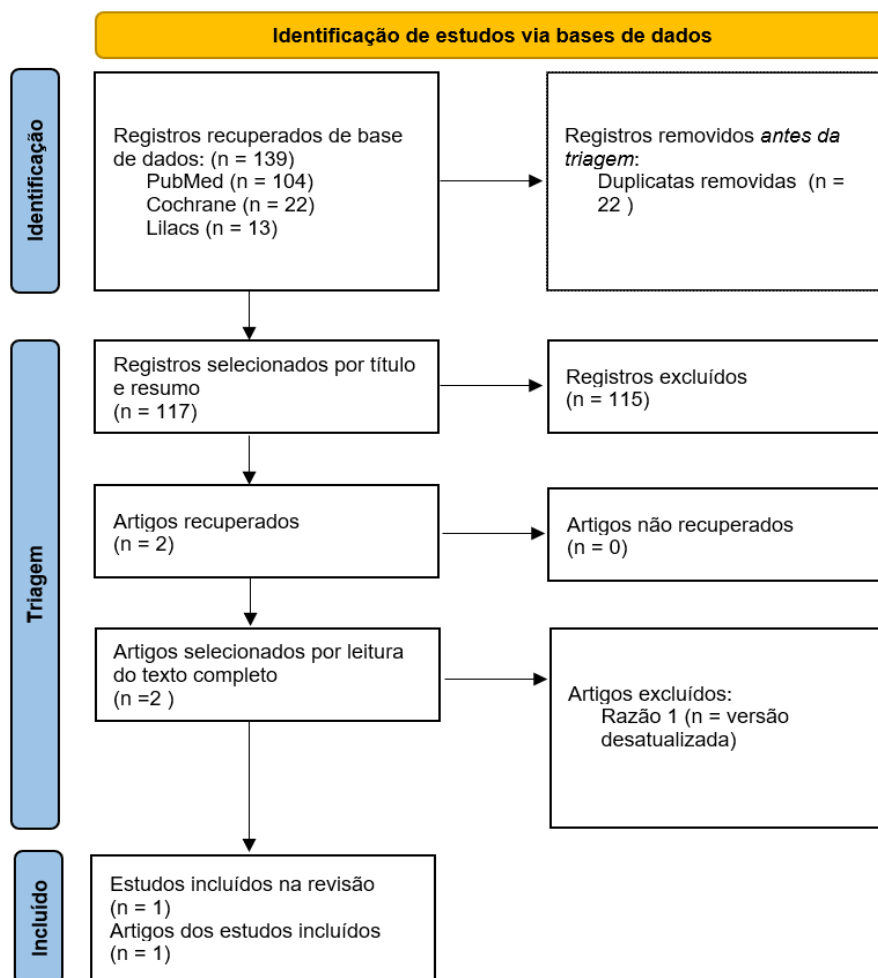 Identificação de estudos via bases de dados
Identificação
Registros recuperados de base
de dados: (n = 139)
PubMed (n = 104)
Cochrane (n = 22)
Lilacs (n = 13)
Registros removidos antes da
triagem:
Duplicatas removidas (n =
22 )
Triagem
Registros selecionados por título
e resumo
(n = 117)
Registros excluídos
(n = 115)
Artigos recuperados
(n = 2)
Artigos não recuperados
(n = 0)
Artigos selecionados por leitura
do texto completo
(n =2 )
Artigos excluídos:
Razão 1 (n = versão
desatualizada)
Incluído
Estudos incluídos na revisão
(n = 1)
Artigos dos estudos incluídos
(n = 1)